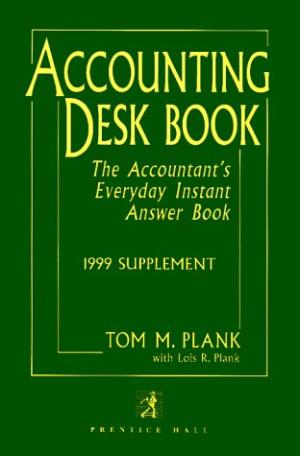 ACCOUNTING
DESK BOOK
The Accountant's
Everyday Instant
Answer Book
1999 SUPPLEMENT
TOM M. PLANK
with Lois R. Plank
PRENTICE HALL